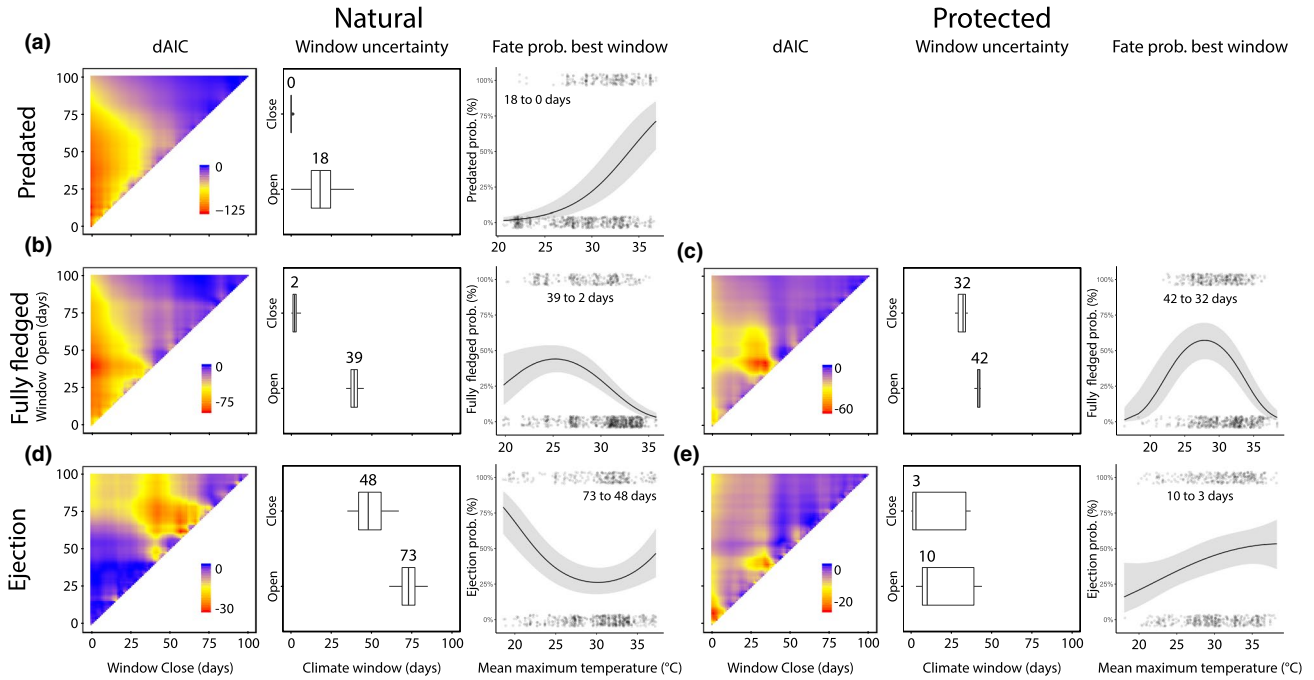 Natural
Protected
(a)
dAIC
Window uncertainty
Fate prob. best window
dAIC
Window uncertainty
Fate prob. best window
Predated
100
75
50
25
0
0
−125
Close
Open
0
18
Predated prob. (%)
100%
75%
50%
25%
0%
18 to 0 days
20
25
30
35
(b)
Fully fledged
Window Open (days)
100
75
50
25
0
0
-75
Close
Open
2
39
Fully fledged prob. (%)
100%
75%
50%
25%
0%
39 to 2 days
20
25
30
35
(c)
0
-60
Close
Open
32
42
Fully fledged prob. (%)
100%
75%
50%
25%
0%
42 to 32 days
20
25
30
35
(d)
Ejection
100
75
50
25
0
0
-30
0
25
50
75
100
Window Close (days)
Close
Open
48
73
0
25
50
75
100
Climate window (days)
Ejection prob. (%)
100%
75%
50%
25%
0%
73 to 48 days
20
25
30
35
Mean maximum temperature (°C)
(e)
0
-20
0
25
50
75
100
Window Close (days)
Close
Open
3
10
0
25
50
75
100
Climate window (days)
Ejection prob. (%)
100%
75%
50%
25%
0%
10 to 3 days
20
25
30
35
Mean maximum temperature (°C)